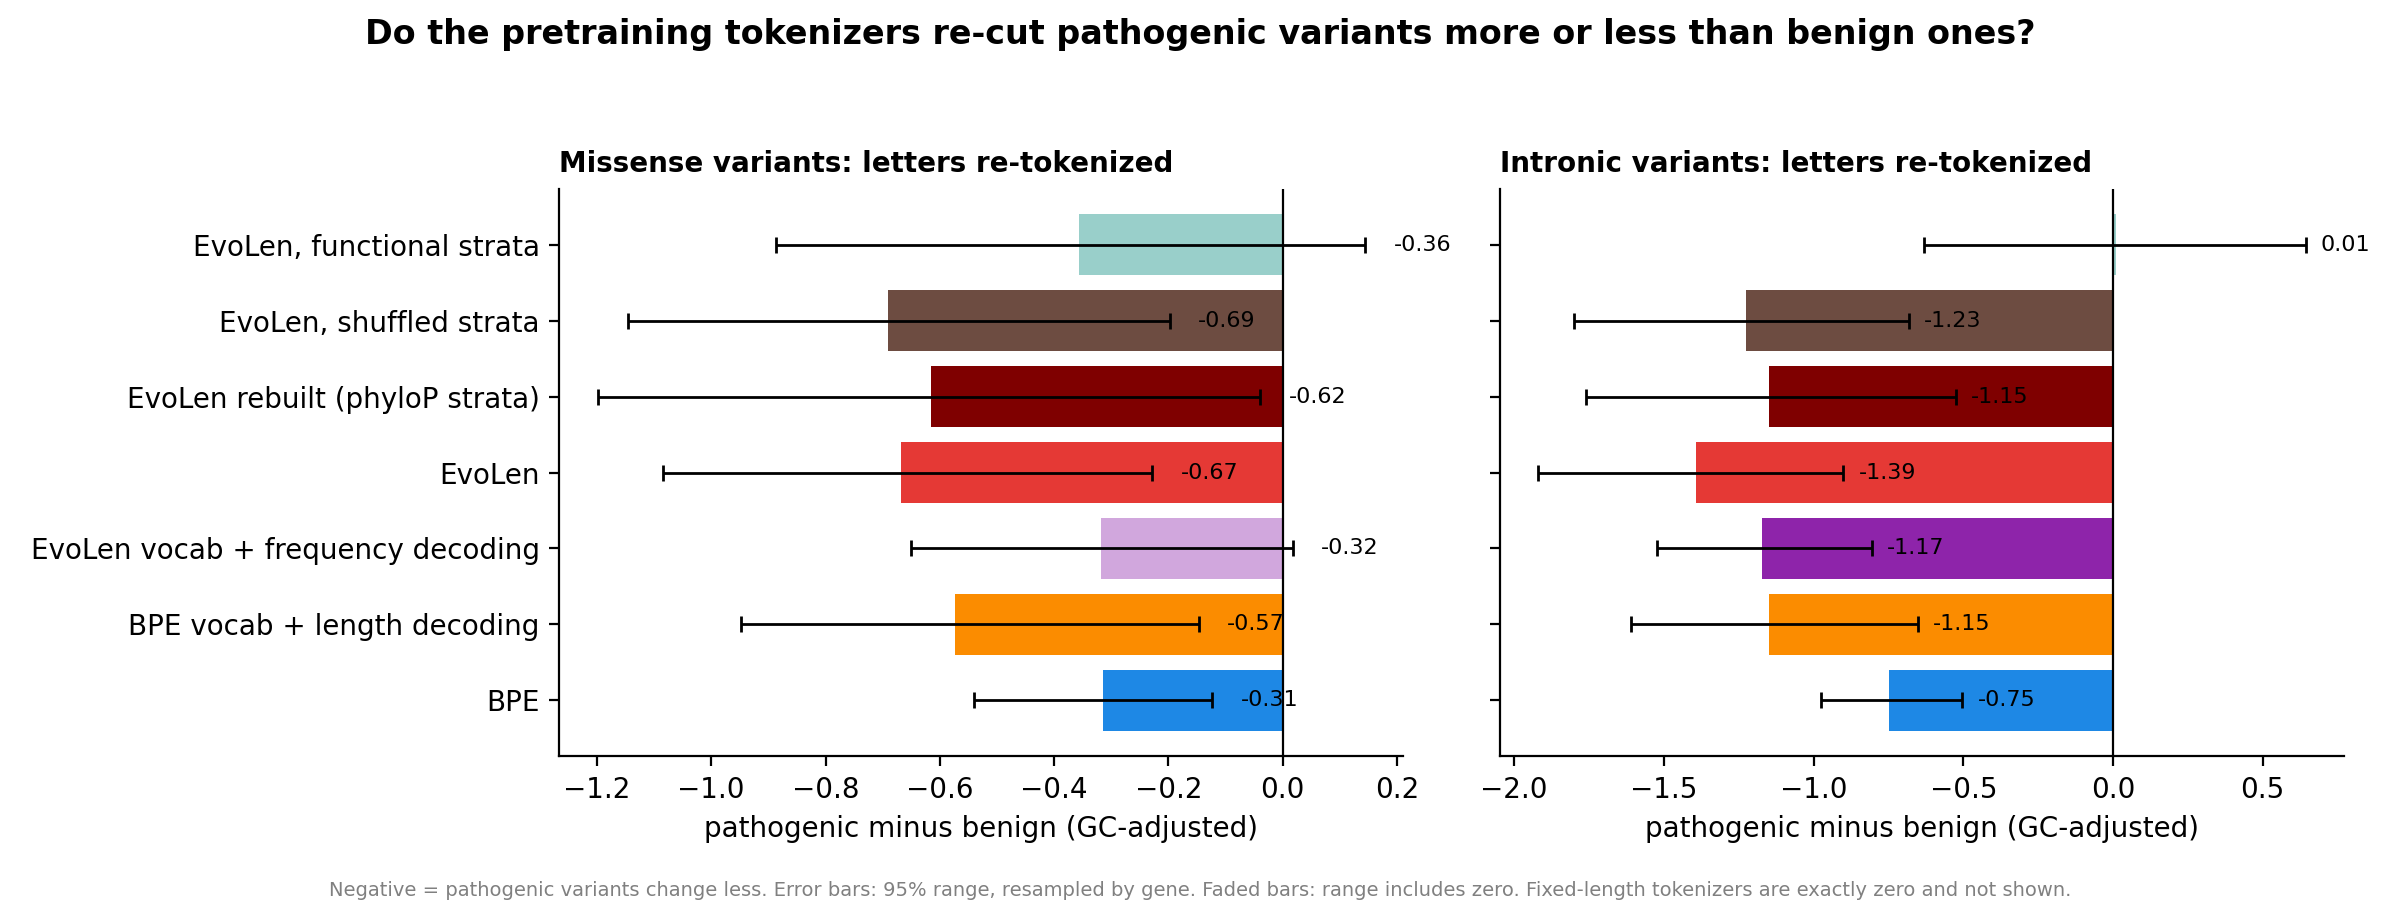 Do the pretraining tokenizers re-cut pathogenic variants more or less than benign ones?
Missense variants: letters re-tokenized
EvoLen, functional strata
-0.36
EvoLen, shuffled strata
-0.69
EvoLen rebuilt (phyloP strata)
-0.62
EvoLen
-0.67
EvoLen vocab + frequency decoding
-0.32
BPE vocab + length decoding
-0.57
BPE
-0.31
−1.2 −1.0 −0.8 −0.6 −0.4 −0.2 0.0 0.2
pathogenic minus benign (GC-adjusted)
Intronic variants: letters re-tokenized
0.01
-1.23
-1.15
-1.39
-1.17
-1.15
-0.75
−2.0 −1.5 −1.0 −0.5 0.0 0.5
pathogenic minus benign (GC-adjusted)
Negative = pathogenic variants change less. Error bars: 95% range, resampled by gene. Faded bars: range includes zero. Fixed-length tokenizers are exactly zero and not shown.